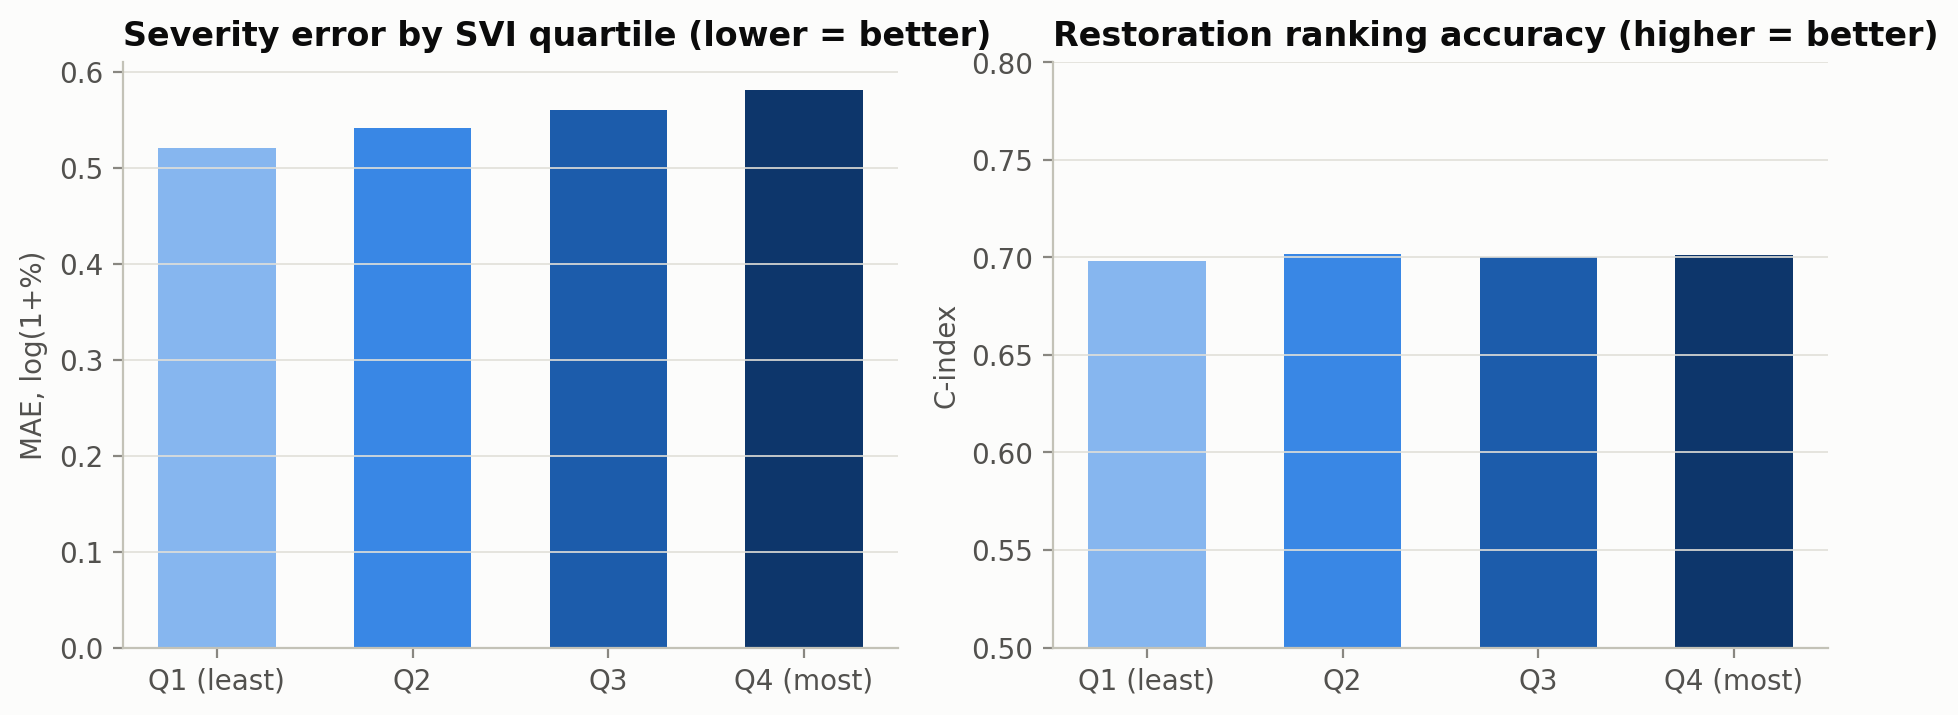 Severity error by SVI quartile (lower = better)
MAE, log(1+%)
0.6
0.5
0.4
0.3
0.2
0.1
0.0
Q1 (least) Q2 Q3 Q4 (most)
Restoration ranking accuracy (higher = better)
C-index
0.80
0.75
0.70
0.65
0.60
0.55
0.50
Q1 (least) Q2 Q3 Q4 (most)